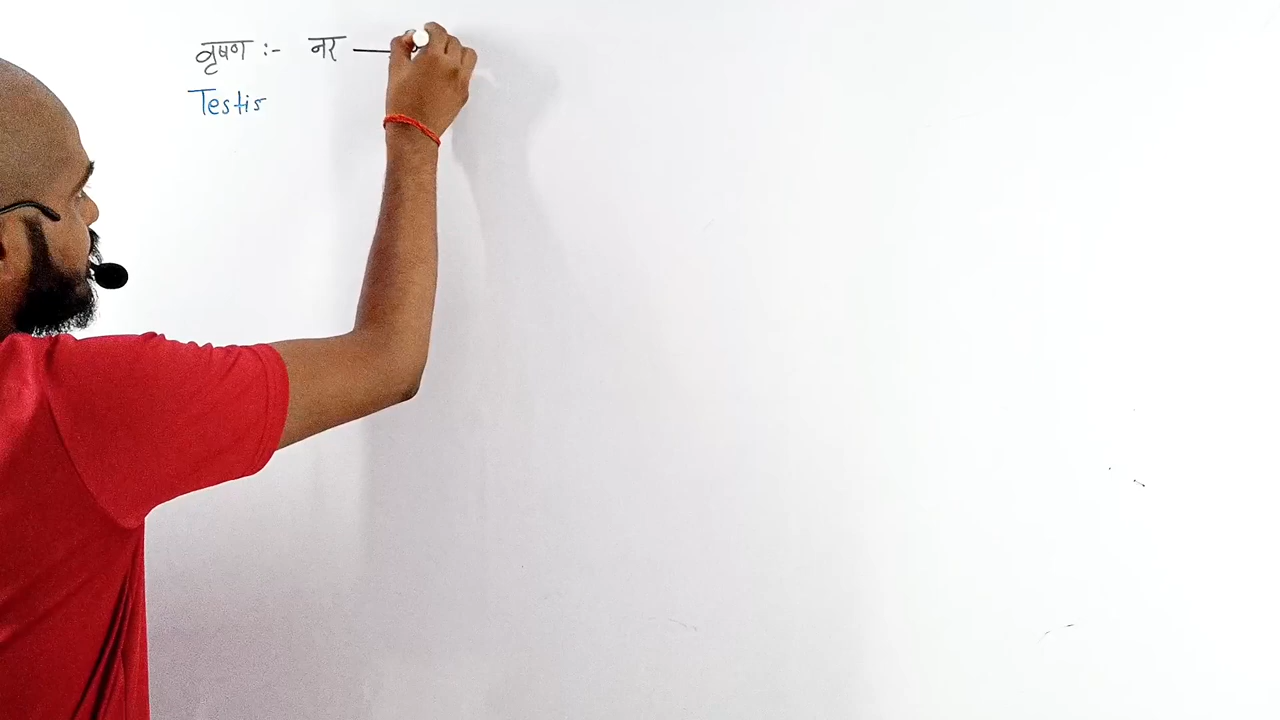 वृषण :- नर —
Testis